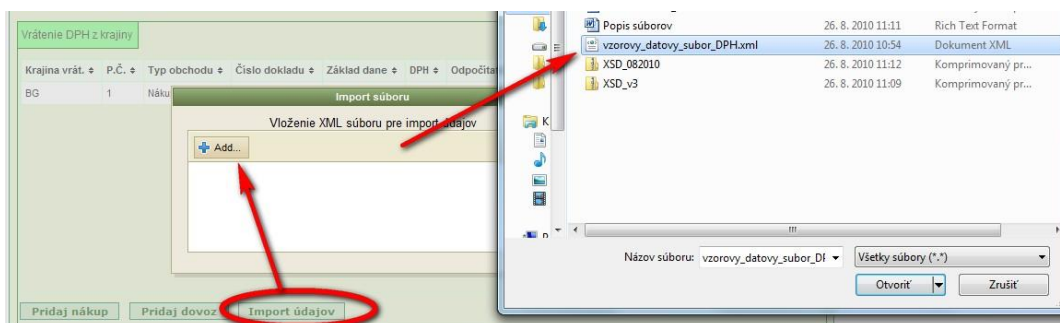 Vrátenie DPH z krajiny
Krajina vrát. P.Č. Typ obchodu Číslo dokladu Základ dane DPH Odpočíta
BG 1 Náku
Import súboru
Vloženie XML súboru pre import údajov
Add...
Pridaj nákup Pridaj dovoz Import údajov
Popis súborov 26. 8. 2010 11:11 Rich Text Format
vzorovy_datovy_subor_DPH.xml 26. 8. 2010 10:54 Dokument XML
XSD_082010 26. 8. 2010 11:12 Komprimovaný pr...
XSD_v3 26. 8. 2010 11:09 Komprimovaný pr...
K
Názov súboru: vzorovy_datovy_subor_DF Všetky súbory (*.*)
Otvoriť Zrušiť